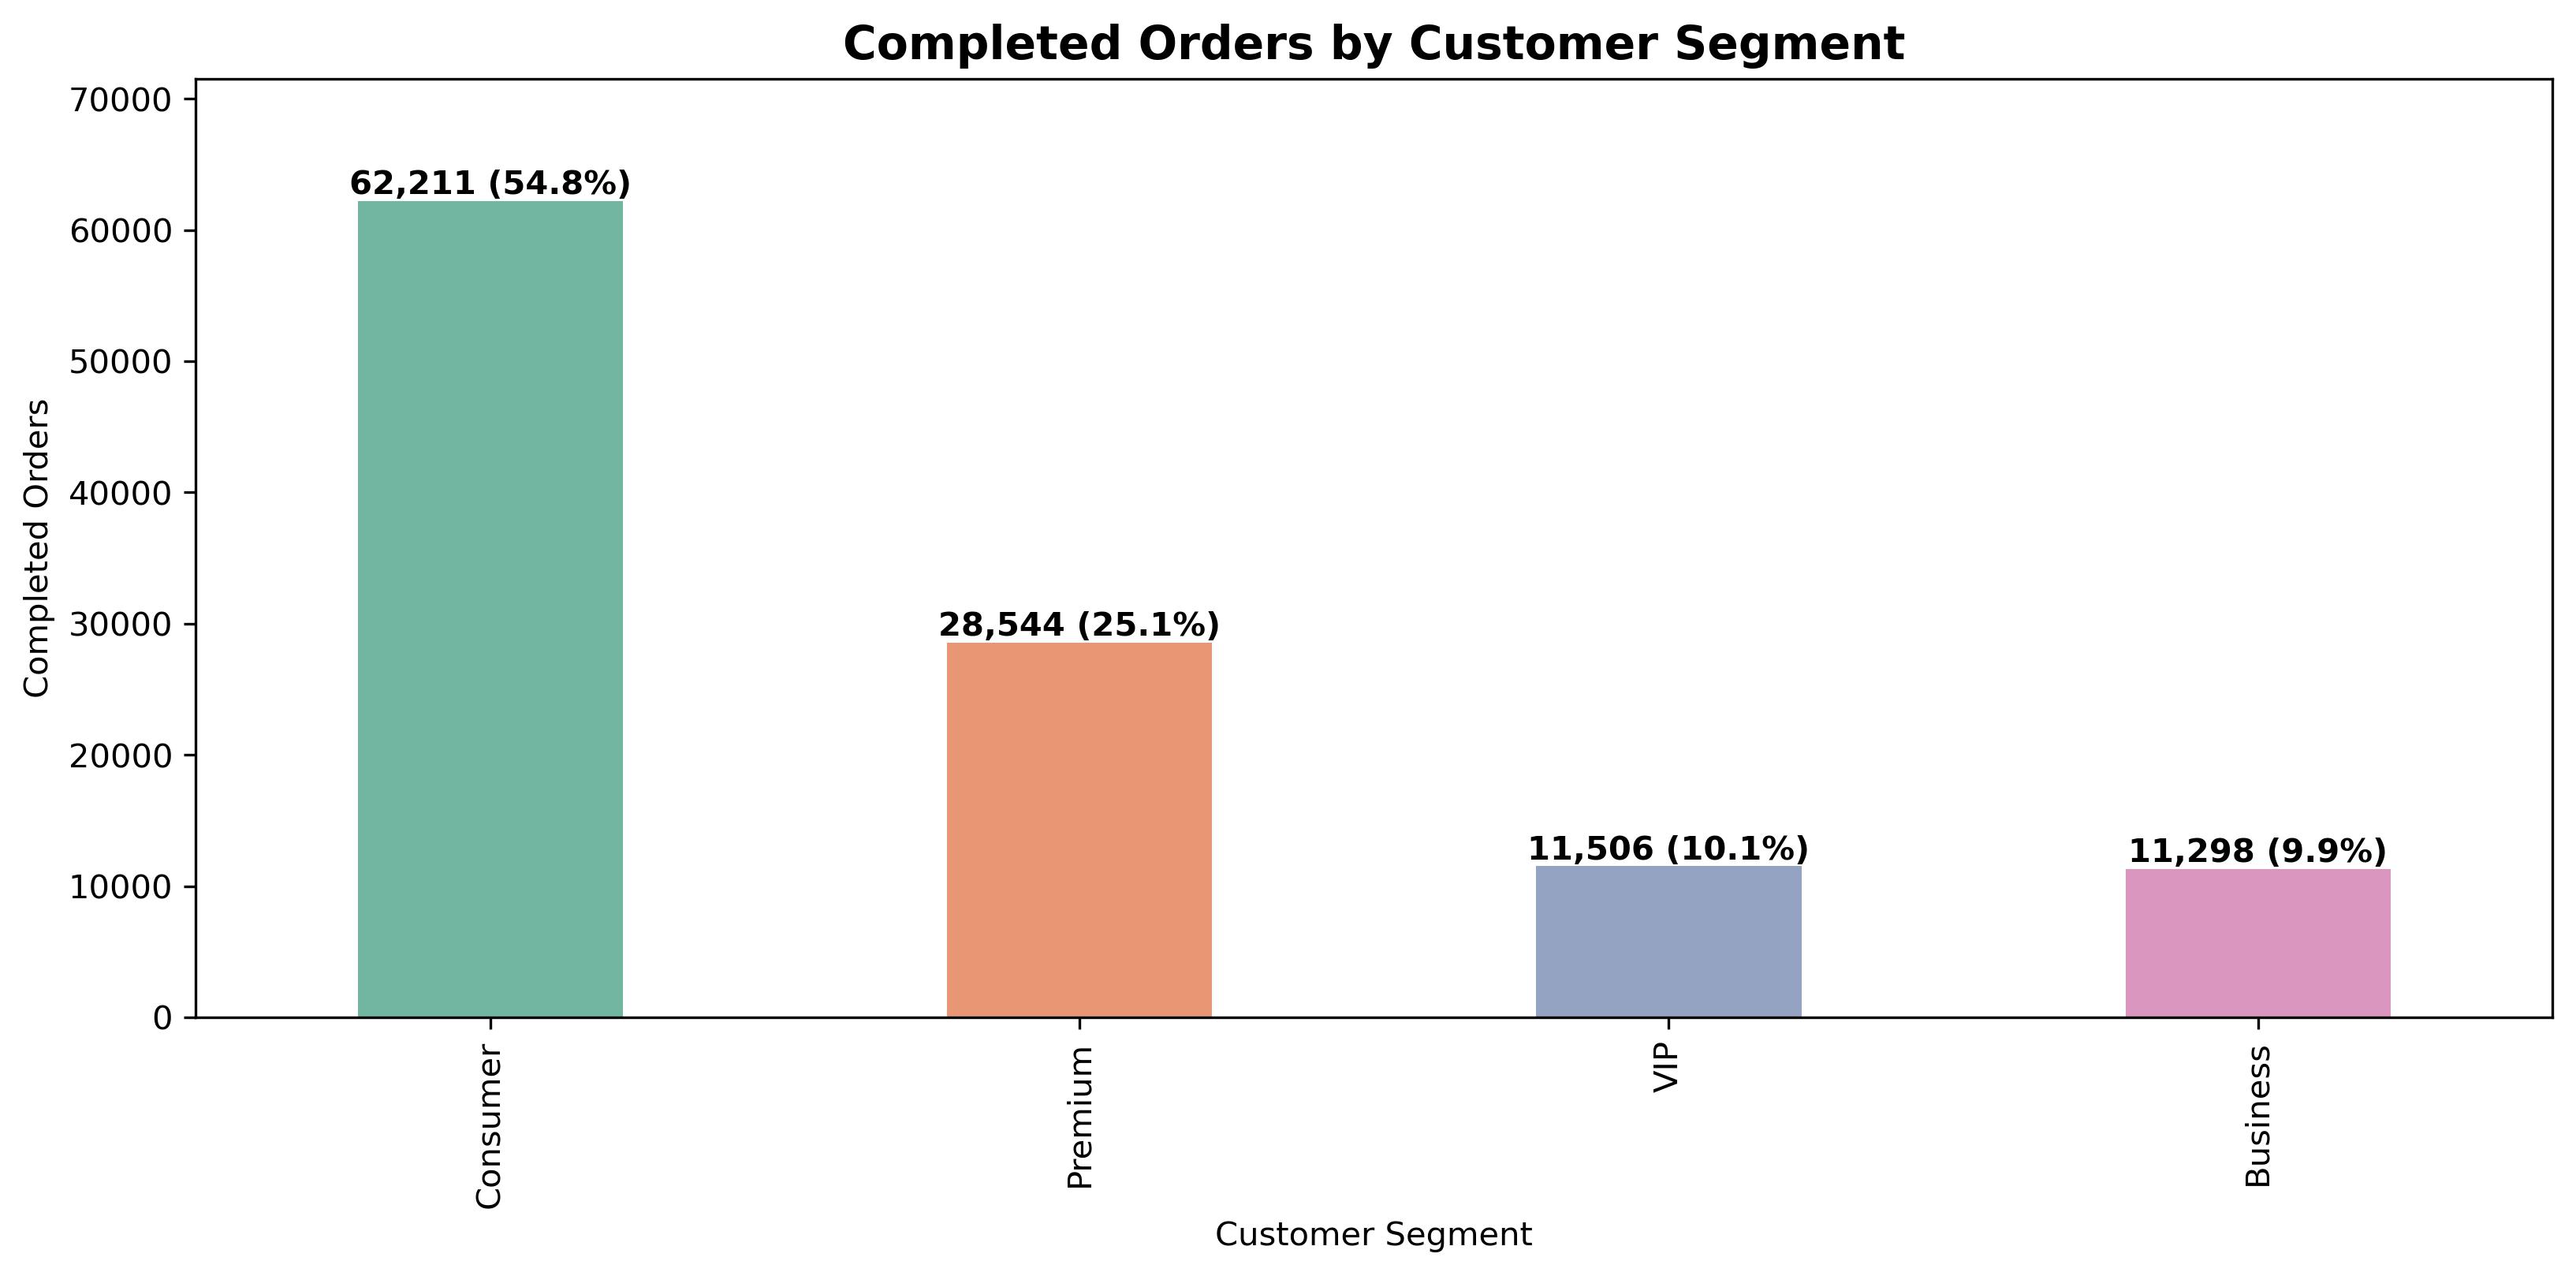 Completed Orders by Customer Segment
Completed Orders
70000
60000
50000
40000
30000
20000
10000
0
62,211 (54.8%)
28,544 (25.1%)
11,506 (10.1%)
11,298 (9.9%)
Consumer
Premium
VIP
Business
Customer Segment